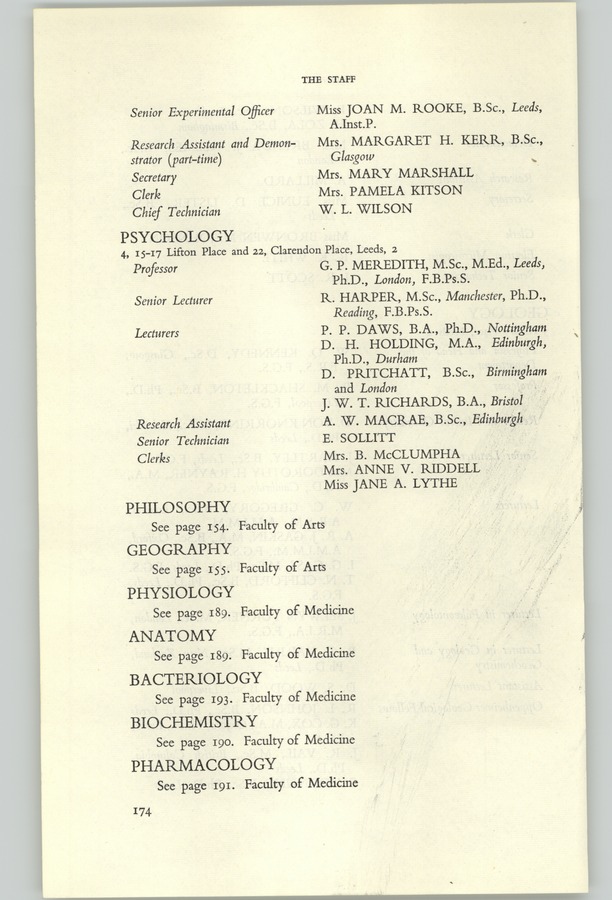 THE STAFF
Senior Experimental Officer Miss JOAN M. ROOKE, B.Sc., Leeds,
A.Inst.P.
Research Assistant and Demon- Mrs. MARGARET H. KERR, B.Sc.,
strator (part-time) Glasgow
Secretary Mrs. MARY MARSHALL
Clerk Mrs. PAMELA KITSON
Chief Technician W. L. WILSON
PSYCHOLOGY
4, 15-17 Lifton Place and 22, Clarendon Place, Leeds, 2
Professor G. P. MEREDITH, M.Sc., M.Ed., Leeds,
Ph.D., London, F.B.Ps.S.
Senior Lecturer R. HARPER, M.Sc., Manchester, Ph.D.,
Reading, F.B.Ps.S.
Lecturers P. P. DAWS, B.A., Ph.D., Nottingham
D. H. HOLDING, M.A., Edinburgh,
Ph.D., Durham
D. PRITCHATT, B.Sc., Birmingham
and London
J. W. T. RICHARDS, B.A., Bristol
Research Assistant A. W. MACRAE, B.Sc., Edinburgh
Senior Technician E. SOLLITT
Clerks Mrs. B. McCLUMPHA
Mrs. ANNE V. RIDDELL
Miss JANE A. LYTHE
PHILOSOPHY
See page 154. Faculty of Arts
GEOGRAPHY
See page 155. Faculty of Arts
PHYSIOLOGY
See page 189. Faculty of Medicine
ANATOMY
See page 189. Faculty of Medicine
BACTERIOLOGY
See page 193. Faculty of Medicine
BIOCHEMISTRY
See page 190. Faculty of Medicine
PHARMACOLOGY
See page 191. Faculty of Medicine
174